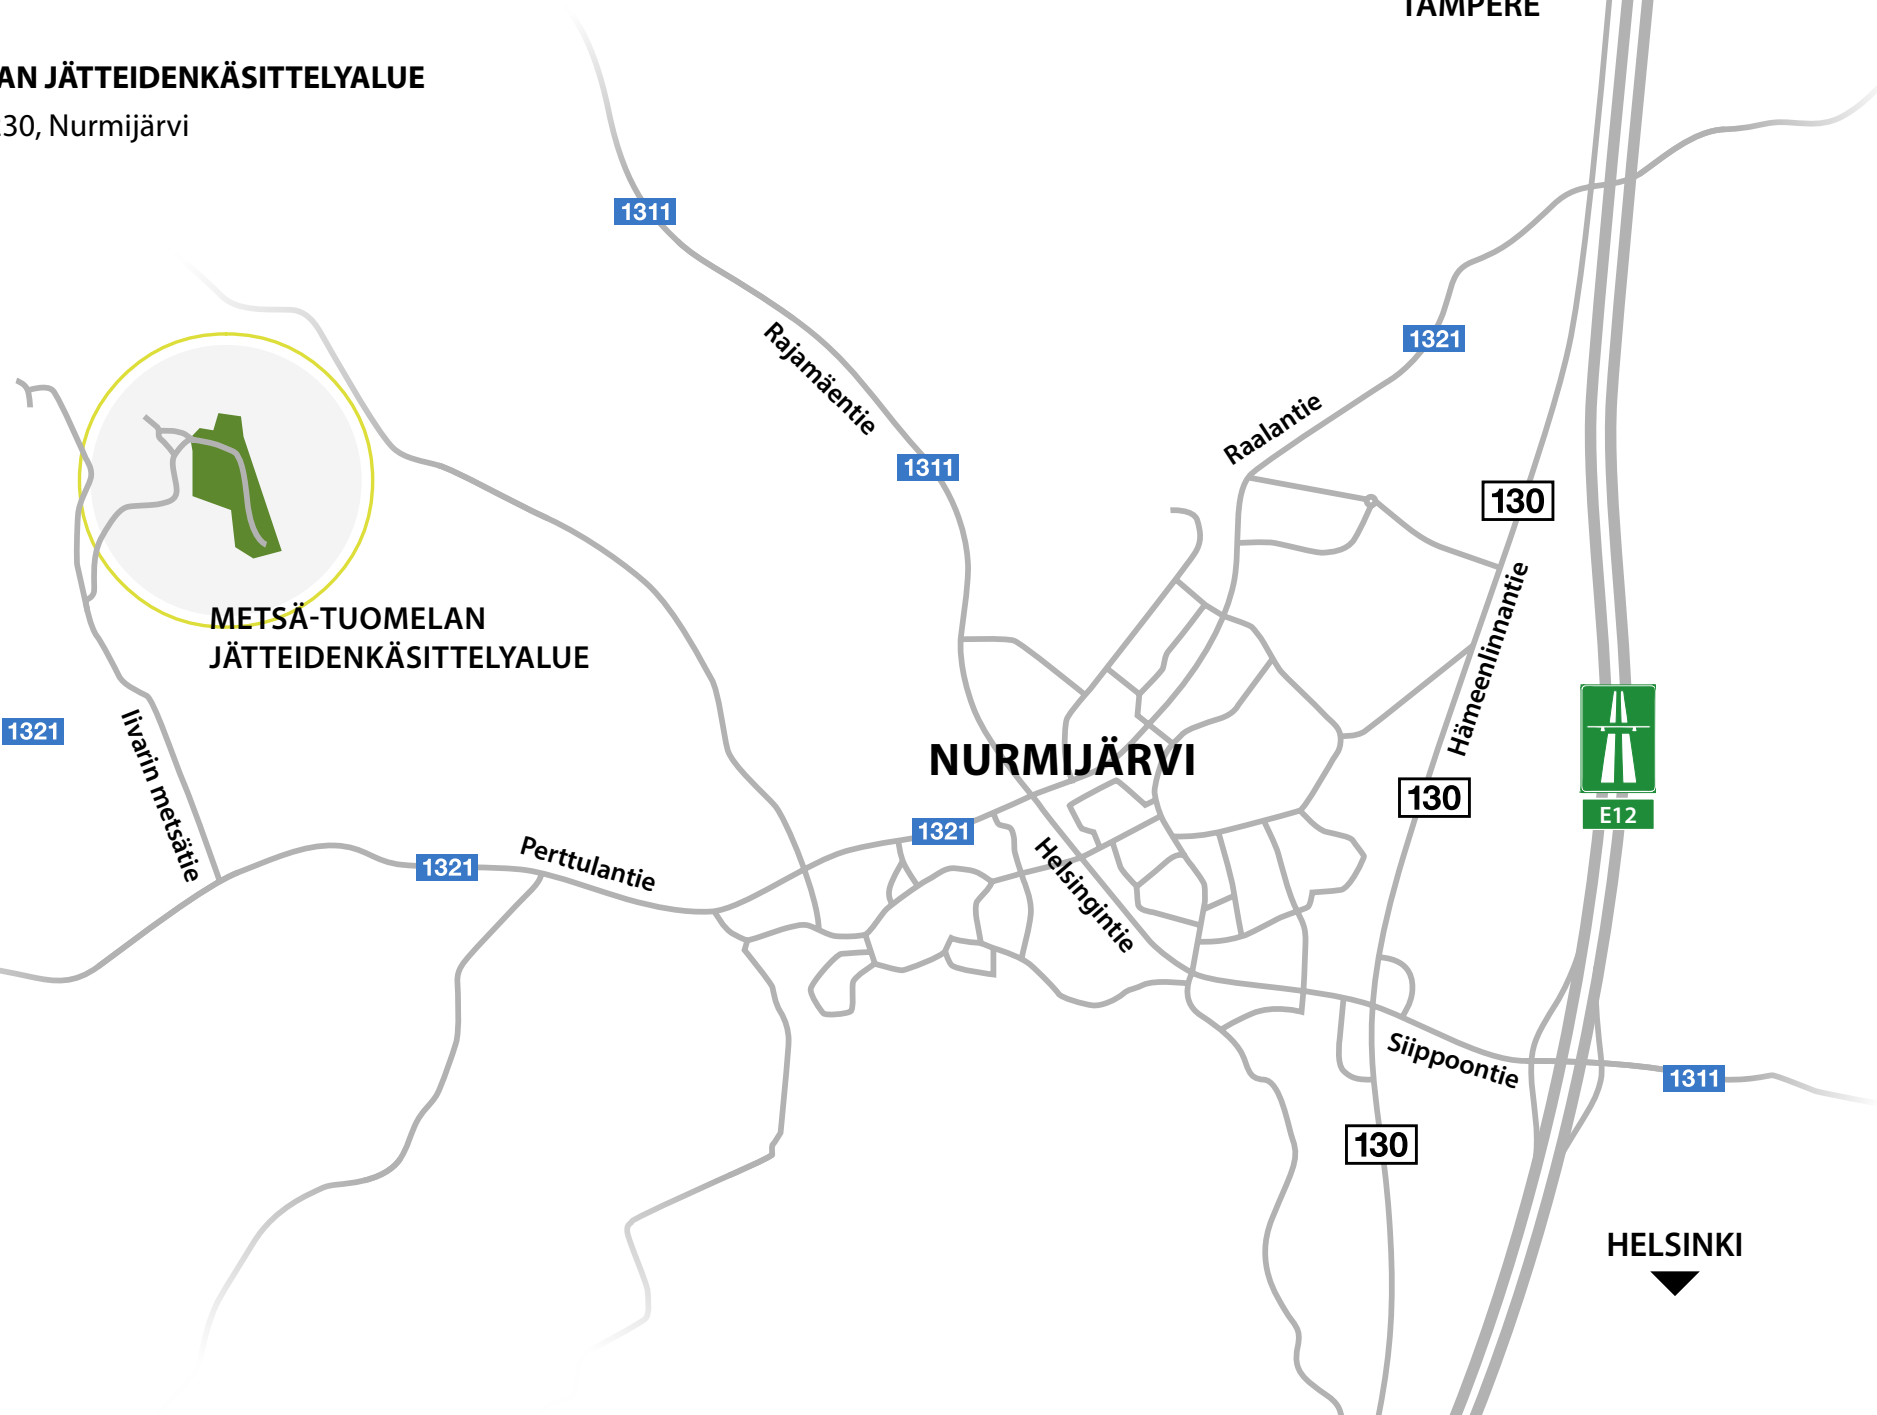 TAMPERE
AN JÄTTEIDENKÄSITTELYALUE
30, Nurmijärvi
1311
Rajamäentie
1321
Raalantie
1311
130
Hämeenlinnantie
METSÄ-TUOMELAN
JÄTTEIDENKÄSITTELYALUE
1321
Iivarin metsätie
NURMIJÄRVI
130
E12
1321
Perttulantie
1321
Helsingintie
Siippoontie
1311
130
HELSINKI